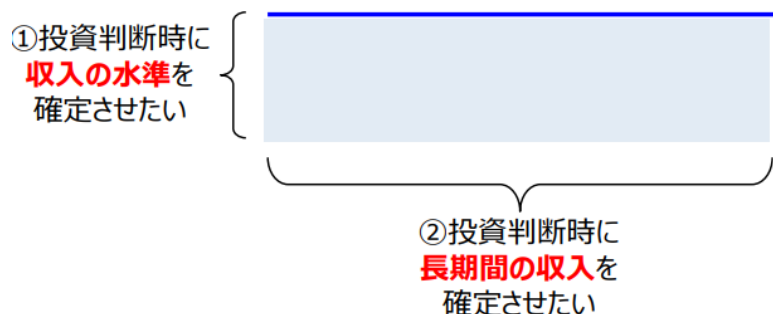 ①投資判断時に
収入の水準を
確定させたい
②投資判断時に
長期間の収入を
確定させたい